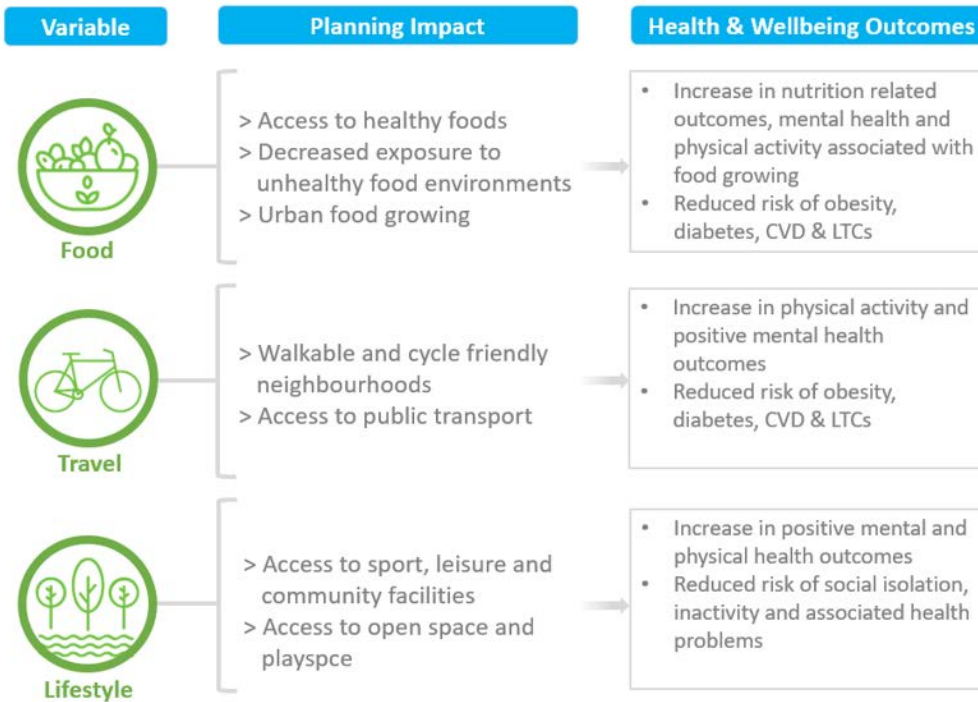 Variable
Planning Impact
Health & Wellbeing Outcomes
Food
> Access to healthy foods
> Decreased exposure to
unhealthy food environments
> Urban food growing
• Increase in nutrition related
outcomes, mental health and
physical activity associated with
food growing
• Reduced risk of obesity,
diabetes, CVD & LTCs
Travel
> Walkable and cycle friendly
neighbourhoods
> Access to public transport
• Increase in physical activity and
positive mental health
outcomes
• Reduced risk of obesity,
diabetes, CVD & LTCs
Lifestyle
> Access to sport, leisure and
community facilities
> Access to open space and
playspce
• Increase in positive mental and
physical health outcomes
• Reduced risk of social isolation,
inactivity and associated health
problems